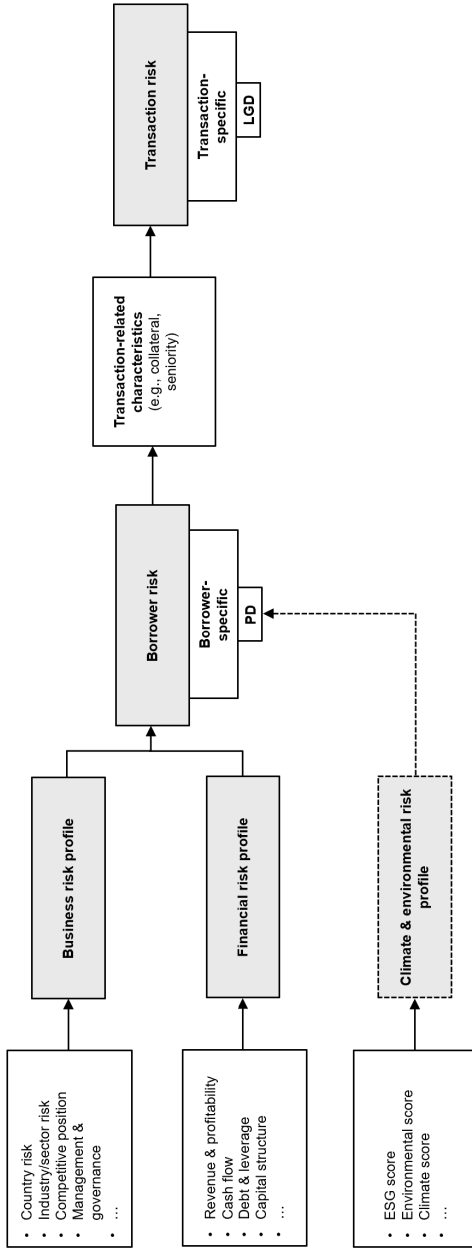 • Country risk
• Industry/sector risk
• Competitive position
• Management &
governance
• …
Business risk profile
• Revenue & profitability
• Cash flow
• Debt & leverage
• Capital structure
• …
Financial risk profile
• ESG score
• Environmental score
• Climate score
• …
Climate & environmental risk
profile
Borrower risk
Borrower-
specific
PD
Transaction-related
characteristics
(e.g., collateral,
seniority)
Transaction risk
Transaction-
specific
LGD